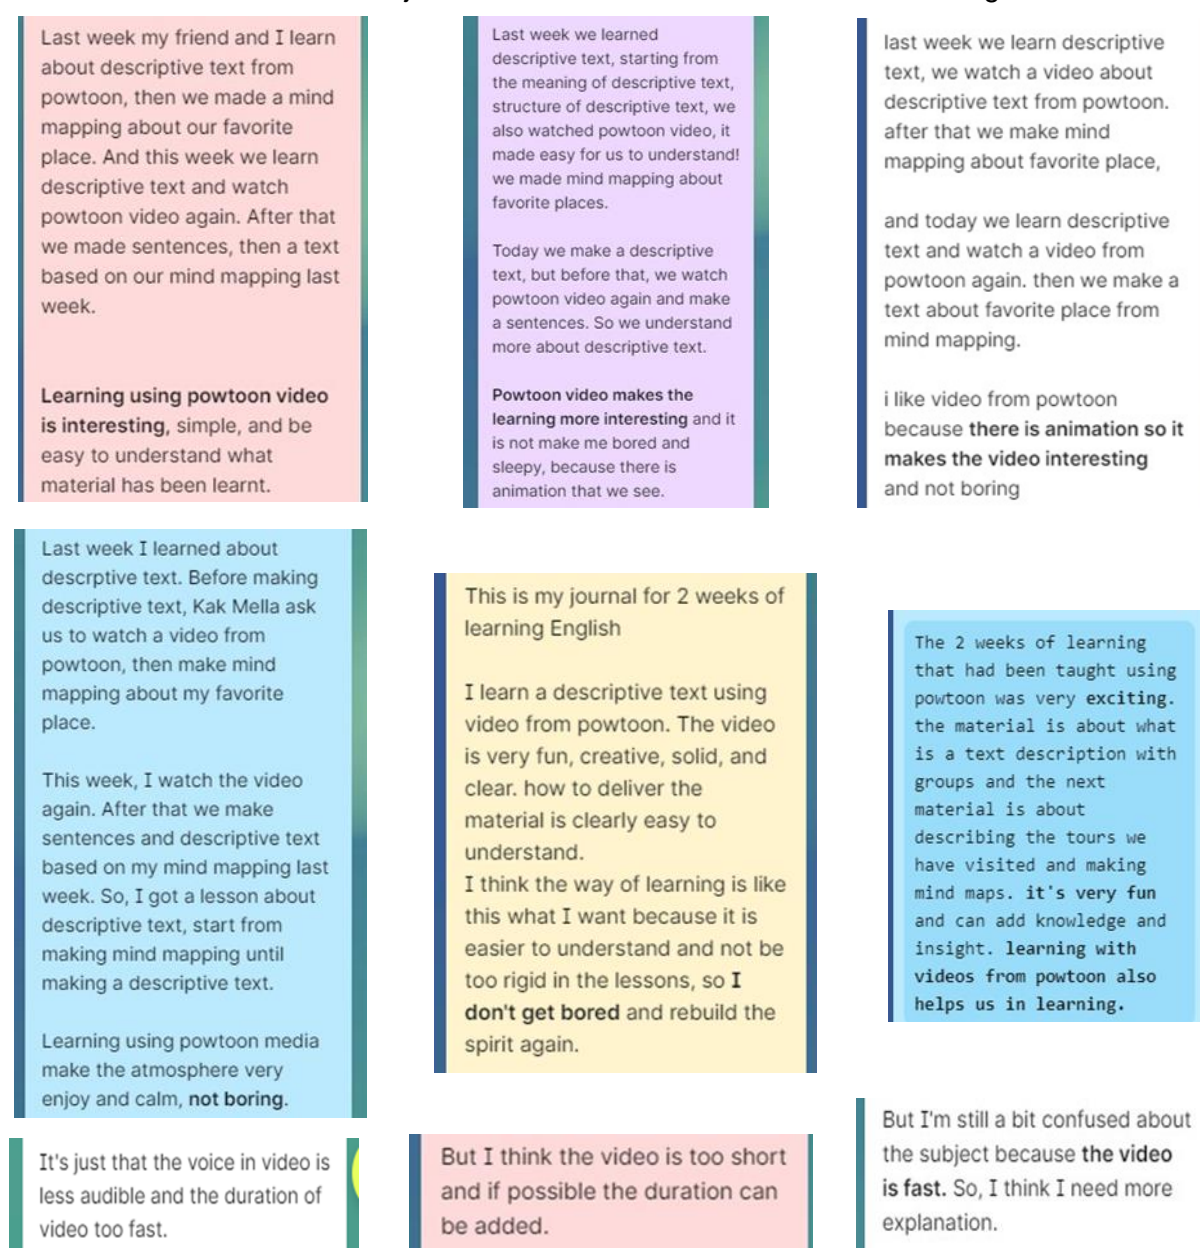 Last week my friend and I learn
about descriptive text from
powtoon, then we made a mind
mapping about our favorite
place. And this week we learn
descriptive text and watch
powtoon video again. After that
we made sentences, then a text
based on our mind mapping last
week.
Learning using powtoon video
is interesting, simple, and be
easy to understand what
material has been learnt.
Last week we learned
descriptive text, starting from
the meaning of descriptive text,
structure of descriptive text, we
also watched powtoon video, it
made easy for us to understand!
we made mind mapping about
favorite places.
Today we make a descriptive
text, but before that, we watch
powtoon video again and make
a sentences. So we understand
more about descriptive text.
Powtoon video makes the
learning more interesting and it
is not make me bored and
sleepy, because there is
animation that we see.
last week we learn descriptive
text, we watch a video about
descriptive text from powtoon.
after that we make mind
mapping about favorite place,
and today we learn descriptive
text and watch a video from
powtoon again. then we make a
text about favorite place from
mind mapping.
i like video from powtoon
because there is animation so it
makes the video interesting
and not boring
Last week I learned about
descrptive text. Before making
descriptive text, Kak Mella ask
us to watch a video from
powtoon, then make mind
mapping about my favorite
place.
This week, I watch the video
again. After that we make
sentences and descriptive text
based on my mind mapping last
week. So, I got a lesson about
descriptive text, start from
making mind mapping until
making a descriptive text.
Learning using powtoon media
make the atmosphere very
enjoy and calm, not boring.
This is my journal for 2 weeks of
learning English
I learn a descriptive text using
video from powtoon. The video
is very fun, creative, solid, and
clear. how to deliver the
material is clearly easy to
understand.
I think the way of learning is like
this what I want because it is
easier to understand and not be
too rigid in the lessons, so I
don't get bored and rebuild the
spirit again.
The 2 weeks of learning
that had been taught using
powtoon was very exciting.
the material is about what
is a text description with
groups and the next
material is about
describing the tours we
have visited and making
mind maps. it's very fun
and can add knowledge and
insight. learning with
videos from powtoon also
helps us in learning.
It's just that the voice in video is
less audible and the duration of
video too fast.
But I think the video is too short
and if possible the duration can
be added.
But I'm still a bit confused about
the subject because the video
is fast. So, I think I need more
explanation.